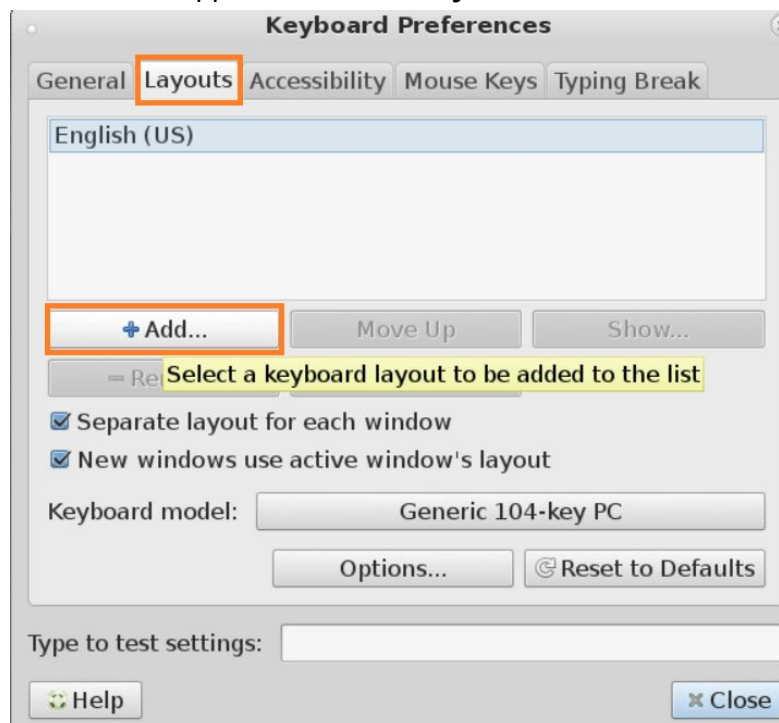 Keyboard Preferences
General Layouts Accessibility Mouse Keys Typing Break
English (US)
Add... Move Up Show...
Select a keyboard layout to be added to the list
Separate layout for each window
New windows use active window's layout
Keyboard model: Generic 104-key PC
Options... Reset to Defaults
Type to test settings:
Help Close